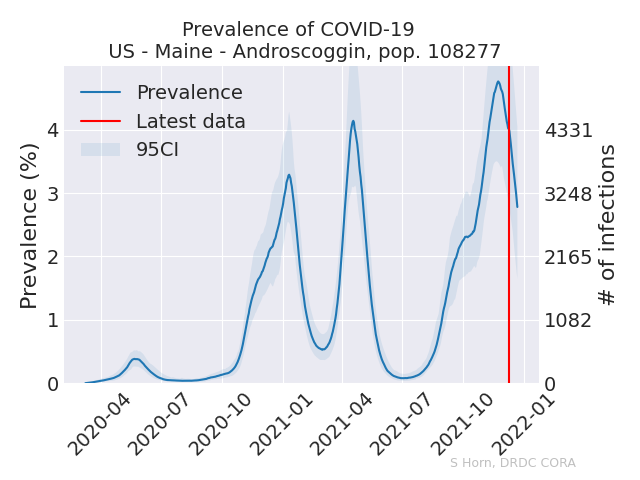 Prevalence of COVID-19
US - Maine - Androscoggin, pop. 108277
Prevalence
Latest data
95CI
Prevalence (%)
4
3
2
1
0
4331
3248
2165
1082
0
# of infections
2020-04
2020-07
2020-10
2021-01
2021-04
2021-07
2021-10
2022-01
S Horn, DRDC CORA